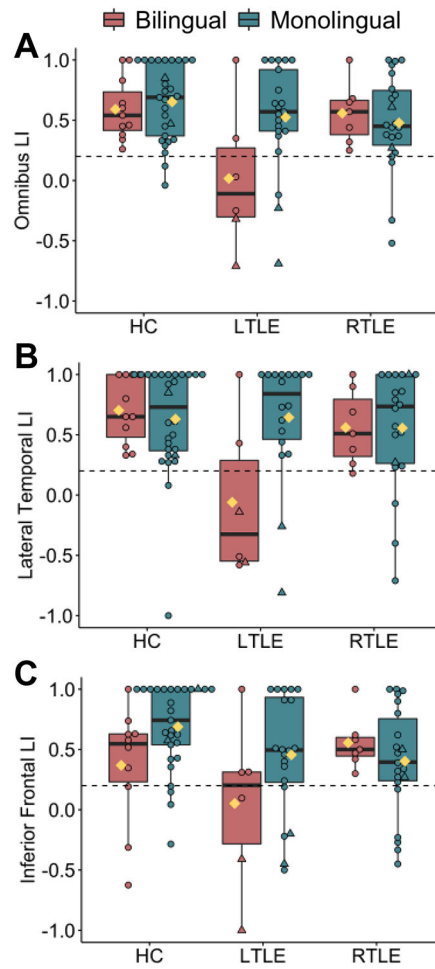 Bilingual Monolingual
A
Omnibus LI
1.0
0.5
0.0
-0.5
-1.0
HC LTLE RTLE
B
Lateral Temporal LI
1.0
0.5
0.0
-0.5
-1.0
HC LTLE RTLE
C
Inferior Frontal LI
1.0
0.5
0.0
-0.5
-1.0
HC LTLE RTLE